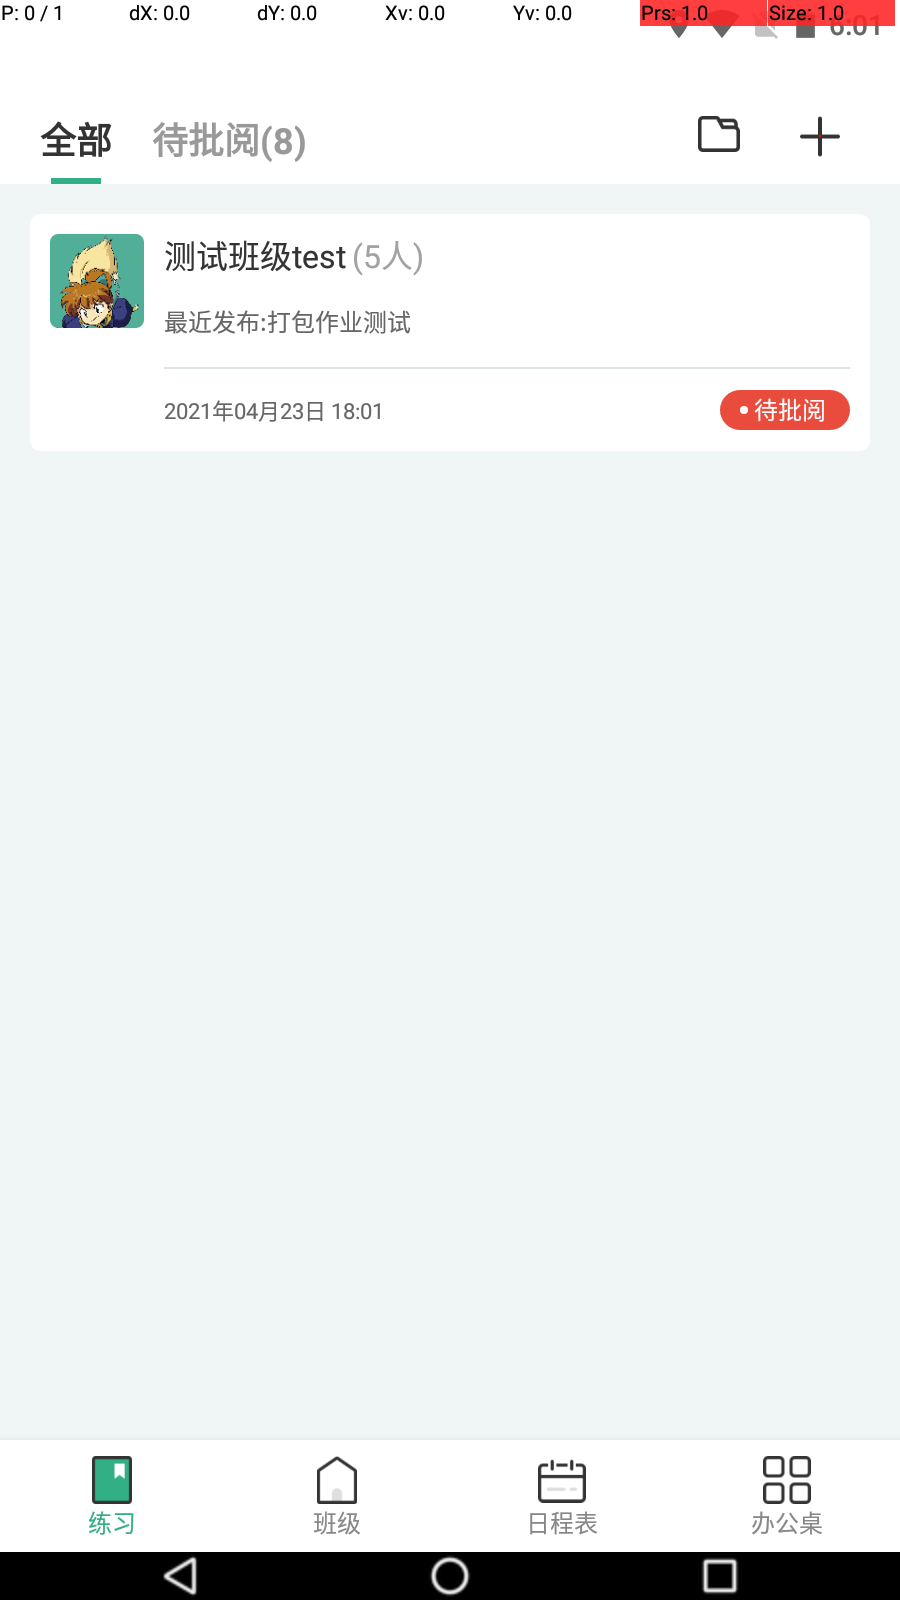 P: 0 / 1 dX: 0.0 dY: 0.0 Xv: 0.0 Yv: 0.0 Prs: 1.0 Size: 1.0
6:01
全部 待批阅(8)
测试班级test (5人)
最近发布:打包作业测试
2021年04月23日 18:01 待批阅
练习 班级 日程表 办公桌